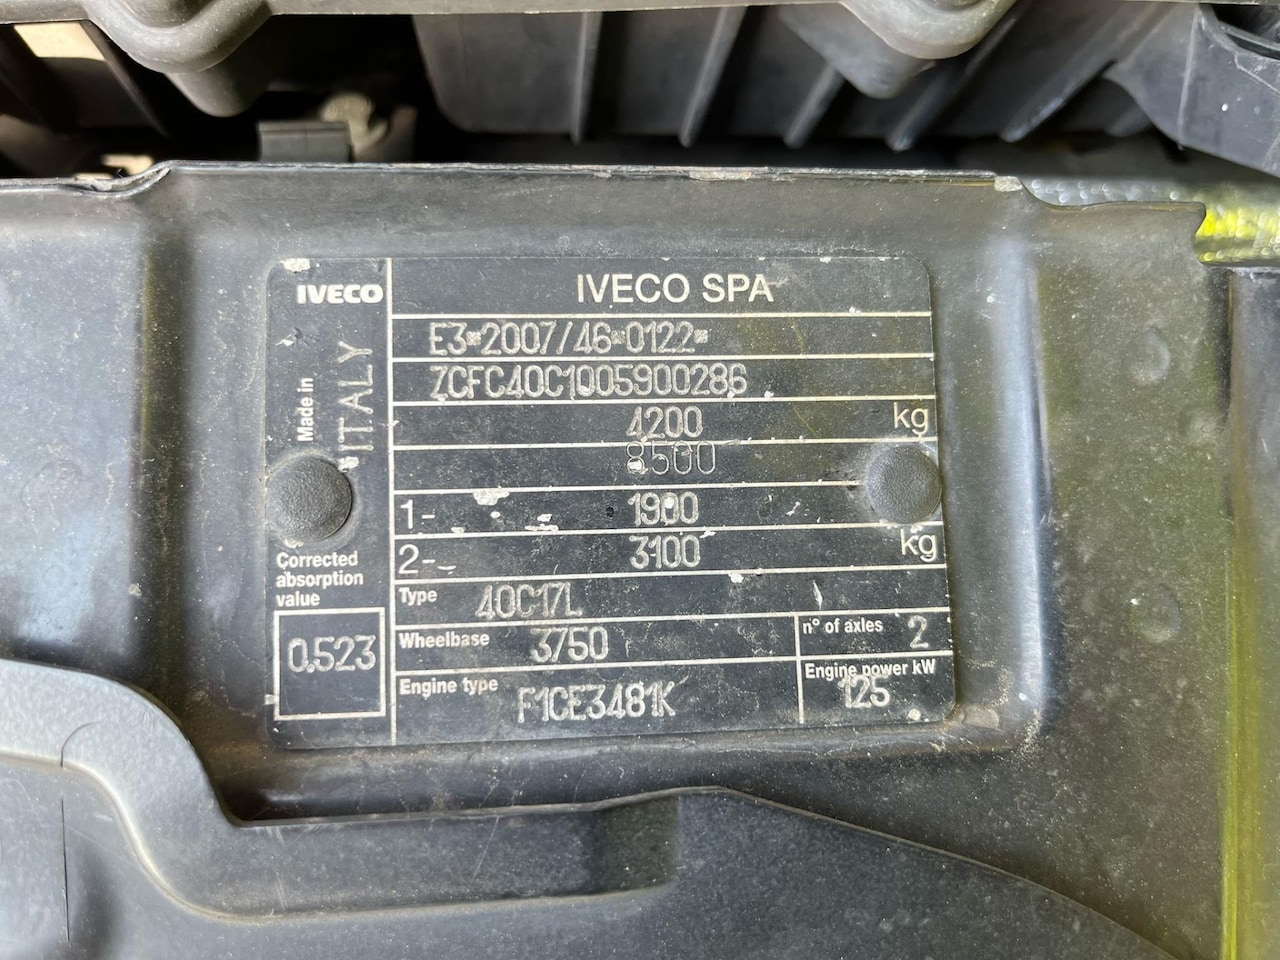 IVECO
IVECO SPA
Made in
ITALY
E3*2007/46*0122*
ZCFC40C1005900286
4200 kg
8500
1- 1900
2- 3100 kg
Type 40C17L
Wheelbase 3750
n° of axles 2
Engine type F1CE3481K
Engine power kW 125
Corrected
absorption
value
0.523